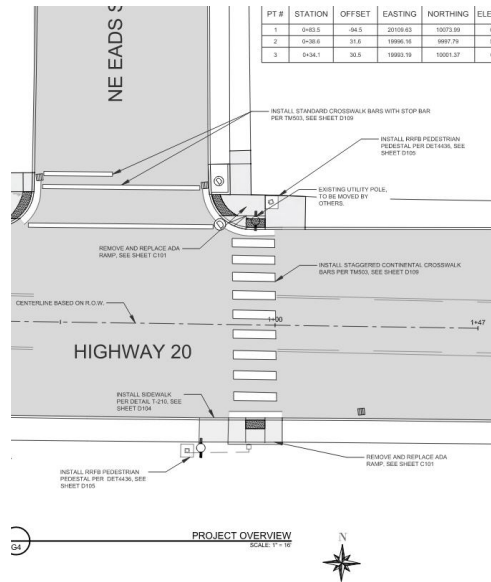 PT # STATION OFFSET EASTING NORTHING ELE
1 0+83.5 -94.5 20109.63 10073.99
2 0+38.6 31.6 19996.16 9997.79
3 0+34.1 30.5 19993.19 10001.37
NE EADS S
INSTALL STANDARD CROSSWALK BARS WITH STOP BAR
PER TM503, SEE SHEET D109
INSTALL RRFB PEDESTRIAN
PEDESTAL PER DET4436, SEE
SHEET D105
EXISTING UTILITY POLE,
TO BE MOVED BY
OTHERS.
REMOVE AND REPLACE ADA
RAMP, SEE SHEET C101
INSTALL STAGGERED CONTINENTAL CROSSWALK
BARS PER TM503, SEE SHEET D109
CENTERLINE BASED ON R.O.W.
1+00
1+47
HIGHWAY 20
INSTALL SIDEWALK
PER DETAIL T-210, SEE
SHEET D104
REMOVE AND REPLACE ADA
RAMP, SEE SHEET C101
INSTALL RRFB PEDESTRIAN
PEDESTAL PER DET4436, SEE
SHEET D105
PROJECT OVERVIEW
SCALE: 1" = 16'
G4
N